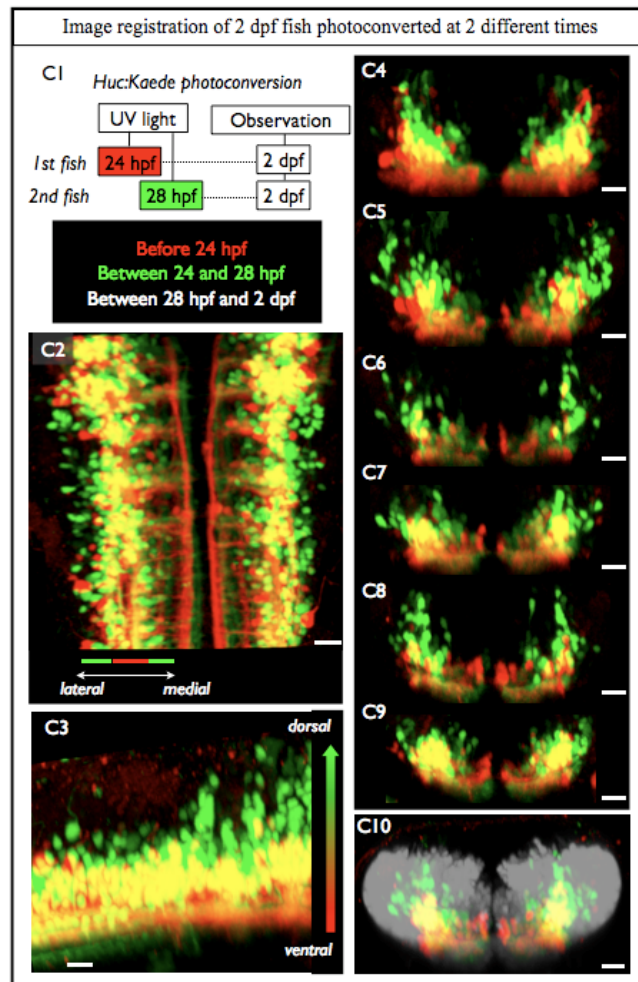 Image registration of 2 dpf fish photoconverted at 2 different times
C1
Huc:Kaede photoconversion
UV light
Observation
1st fish
24 hpf
2 dpf
2nd fish
28 hpf
2 dpf
Before 24 hpf
Between 24 and 28 hpf
Between 28 hpf and 2 dpf
C2
lateral
medial
C3
dorsal
ventral
C4
C5
C6
C7
C8
C9
C10